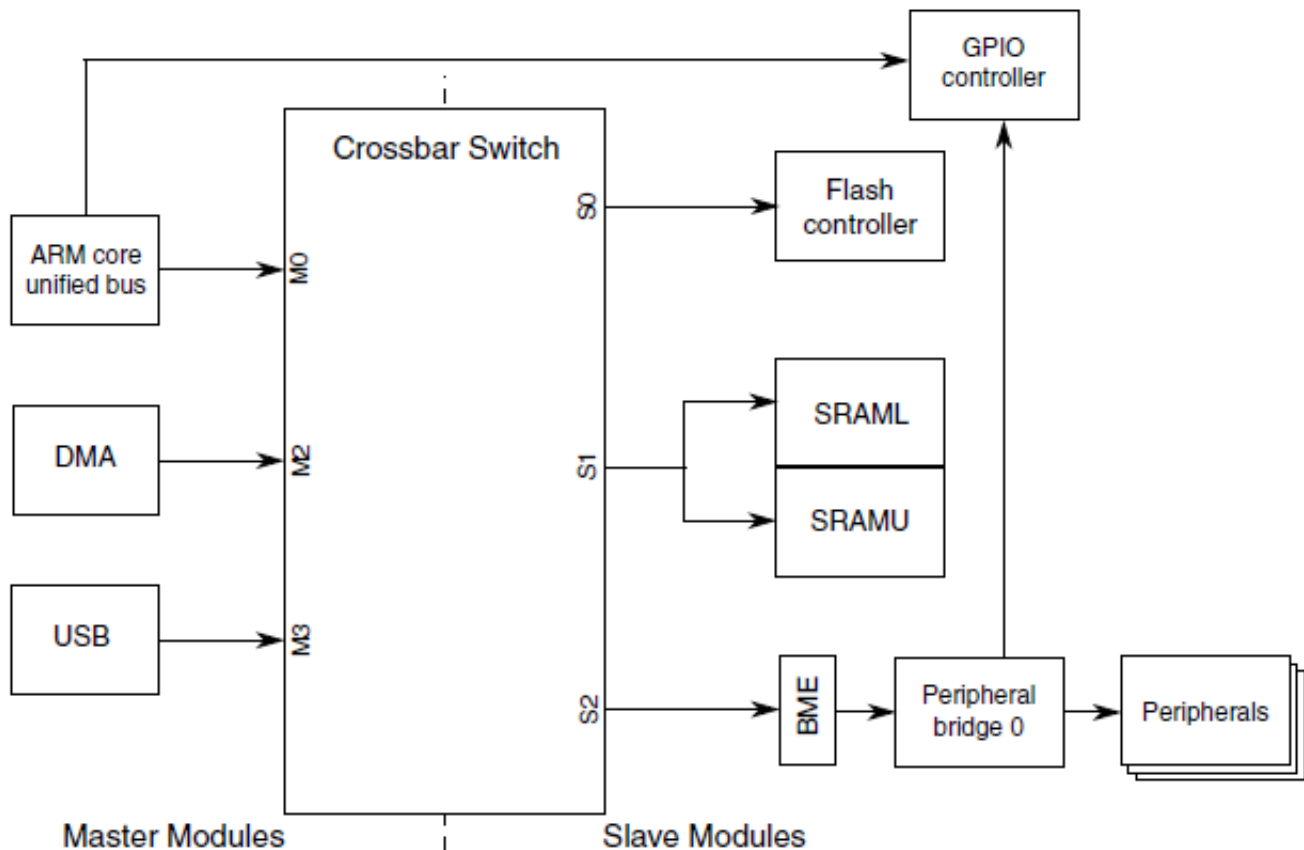 GPIO
controller
Crossbar Switch
Flash
controller
S0
ARM core
unified bus
M0
SRAML
DMA
M2
S1
SRAMU
USB
M3
S2
BME
Peripheral
bridge 0
Peripherals
Master Modules
Slave Modules